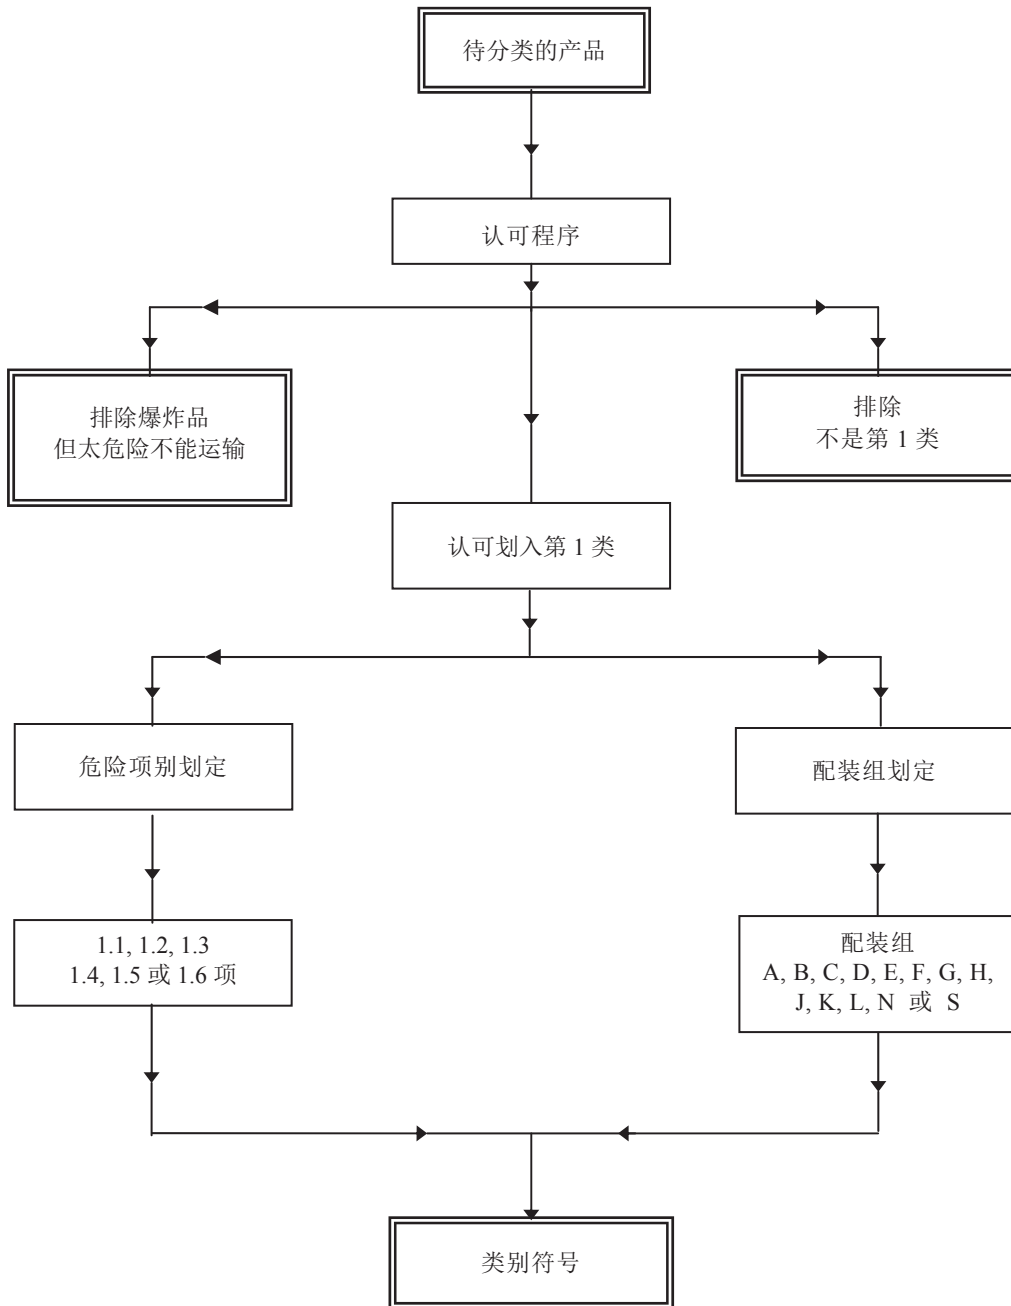 待分类的产品
认可程序
排除爆炸品
但太危险不能运输
排除
不是第 1 类
认可划入第 1 类
危险项别划定
配装组划定
1.1, 1.2, 1.3
1.4, 1.5 或 1.6 项
配装组
A, B, C, D, E, F, G, H,
J, K, L, N 或 S
类别符号